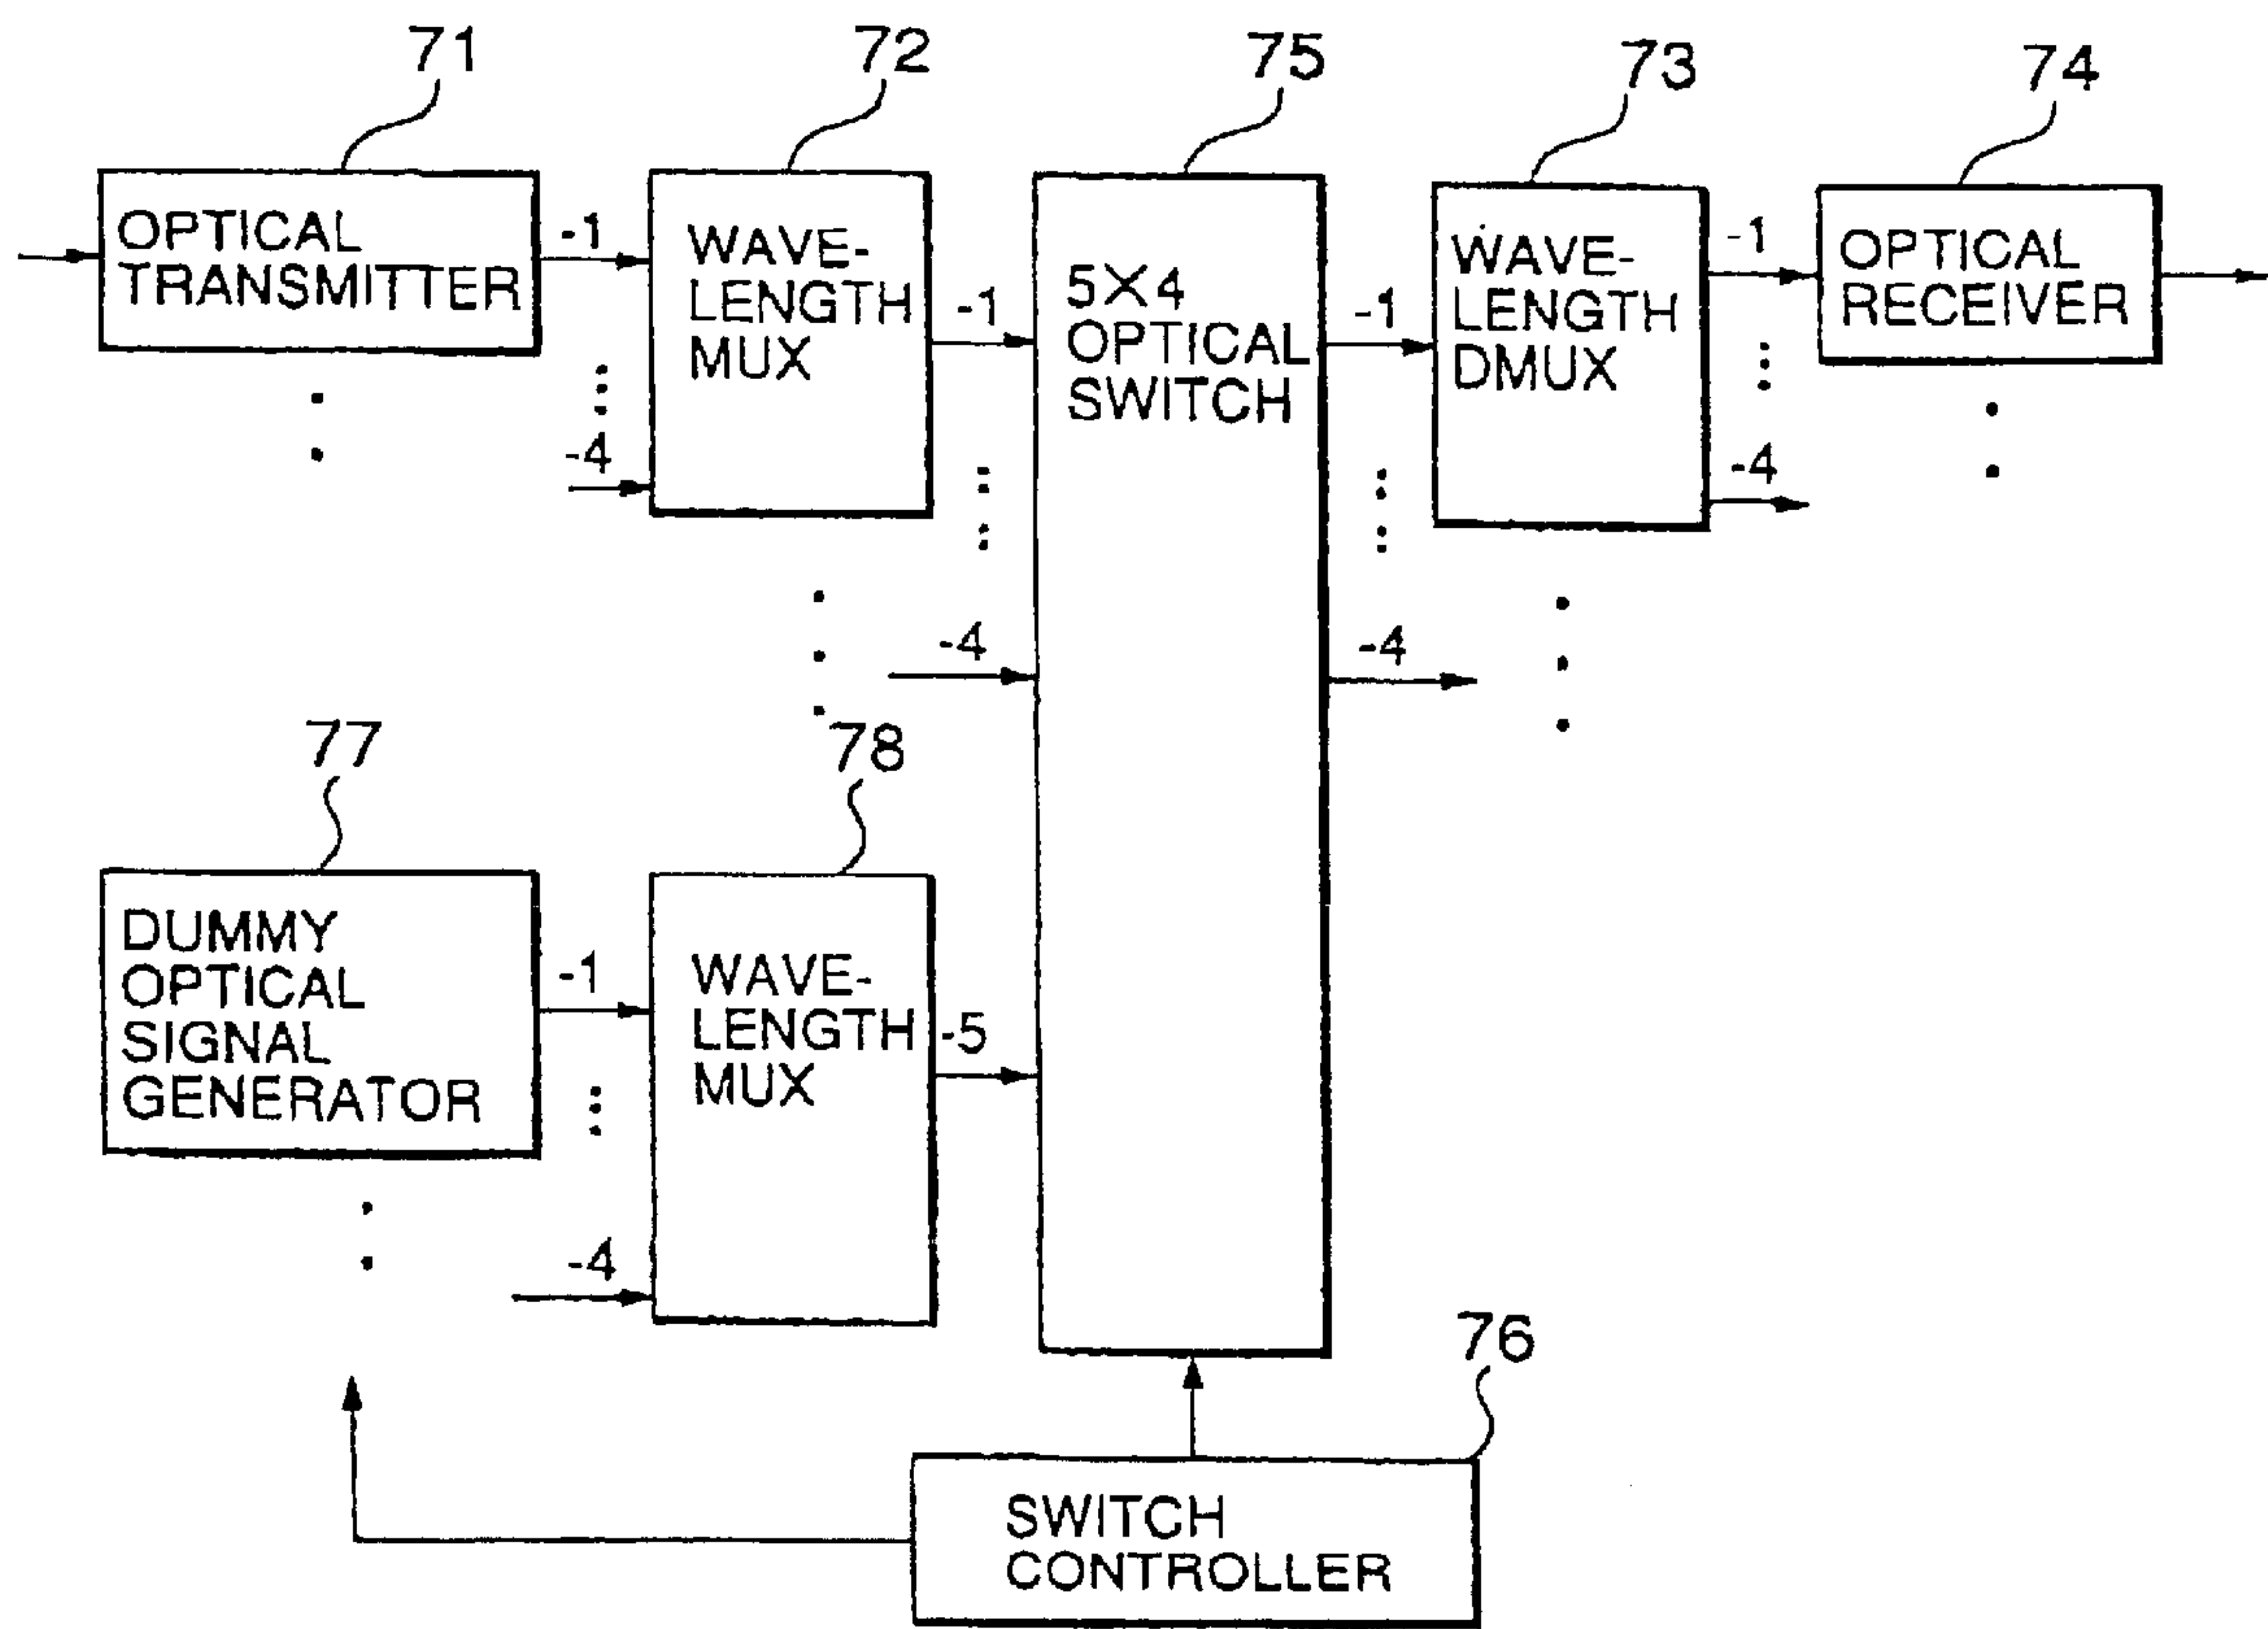 71
72
75
73
74
OPTICAL
TRANSMITTER
-1
-4
WAVE-
LENGTH
MUX
-1
-4
5X4
OPTICAL
SWITCH
-1
-4
WAVE-
LENGTH
DMUX
-1
-4
OPTICAL
RECEIVER
77
78
DUMMY
OPTICAL
SIGNAL
GENERATOR
-1
-4
WAVE-
LENGTH
MUX
-5
76
SWITCH
CONTROLLER